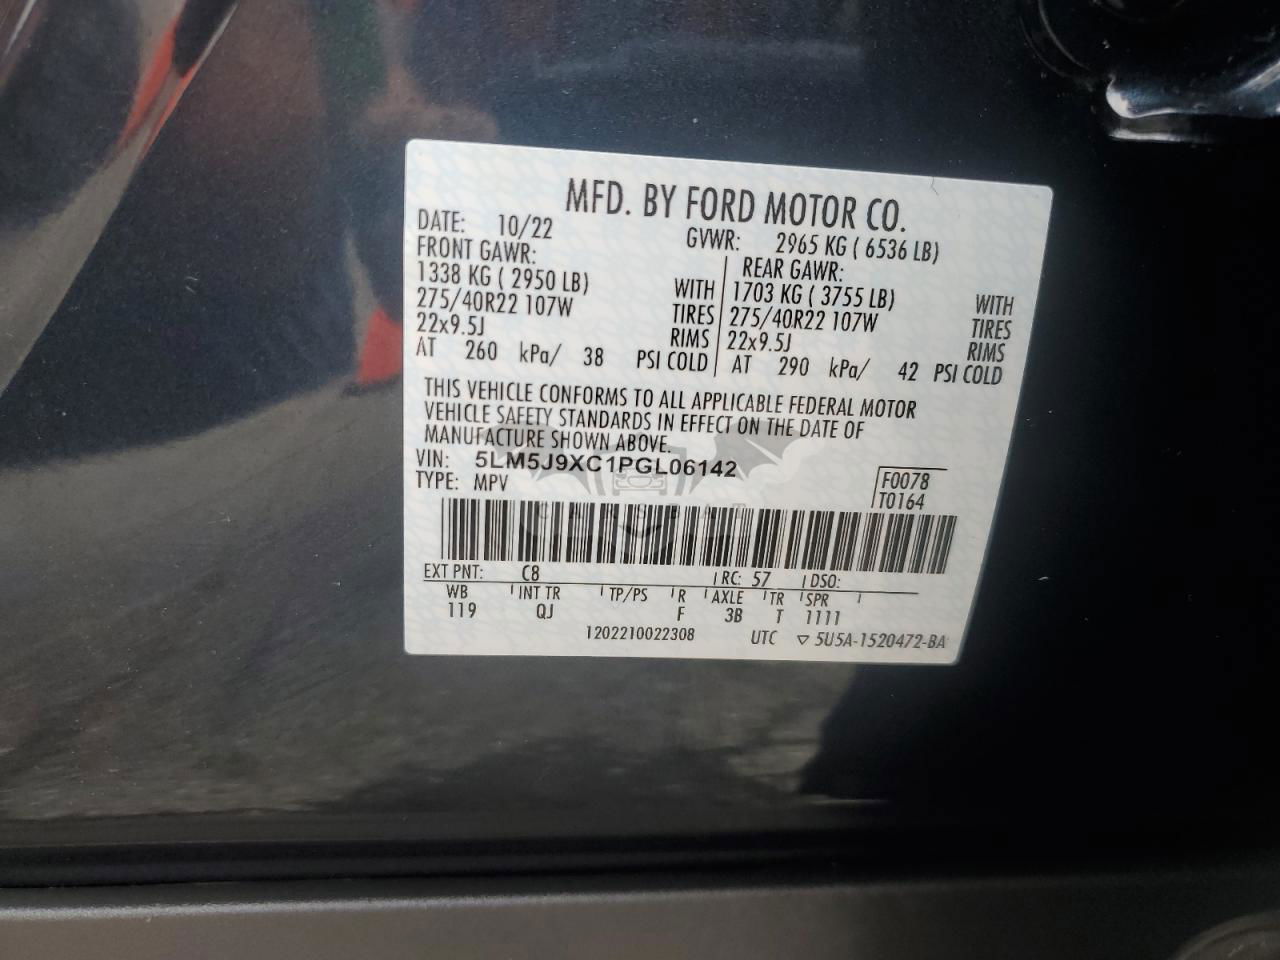 MFD. BY FORD MOTOR CO.
DATE: 10/22 GVWR: 2965 KG ( 6536 LB)
FRONT GAWR: REAR GAWR:
1338 KG ( 2950 LB) WITH 1703 KG ( 3755 LB) WITH
275/40R22 107W TIRES 275/40R22 107W TIRES
22x9.5J RIMS 22x9.5J RIMS
AT 260 kPa/ 38 PSI COLD AT 290 kPa/ 42 PSI COLD
THIS VEHICLE CONFORMS TO ALL APPLICABLE FEDERAL MOTOR
VEHICLE SAFETY STANDARDS IN EFFECT ON THE DATE OF
MANUFACTURE SHOWN ABOVE.
VIN: 5LM5J9XC1PGL06142
TYPE: MPV
F0078
T0164
EXT PNT: C8 RC: 57 DSO:
WB INT TR TP/PS R AXLE TR SPR
119 QJ F 3B T 1111
1202210022308 UTC ▽ 5U5A-1520472-BA